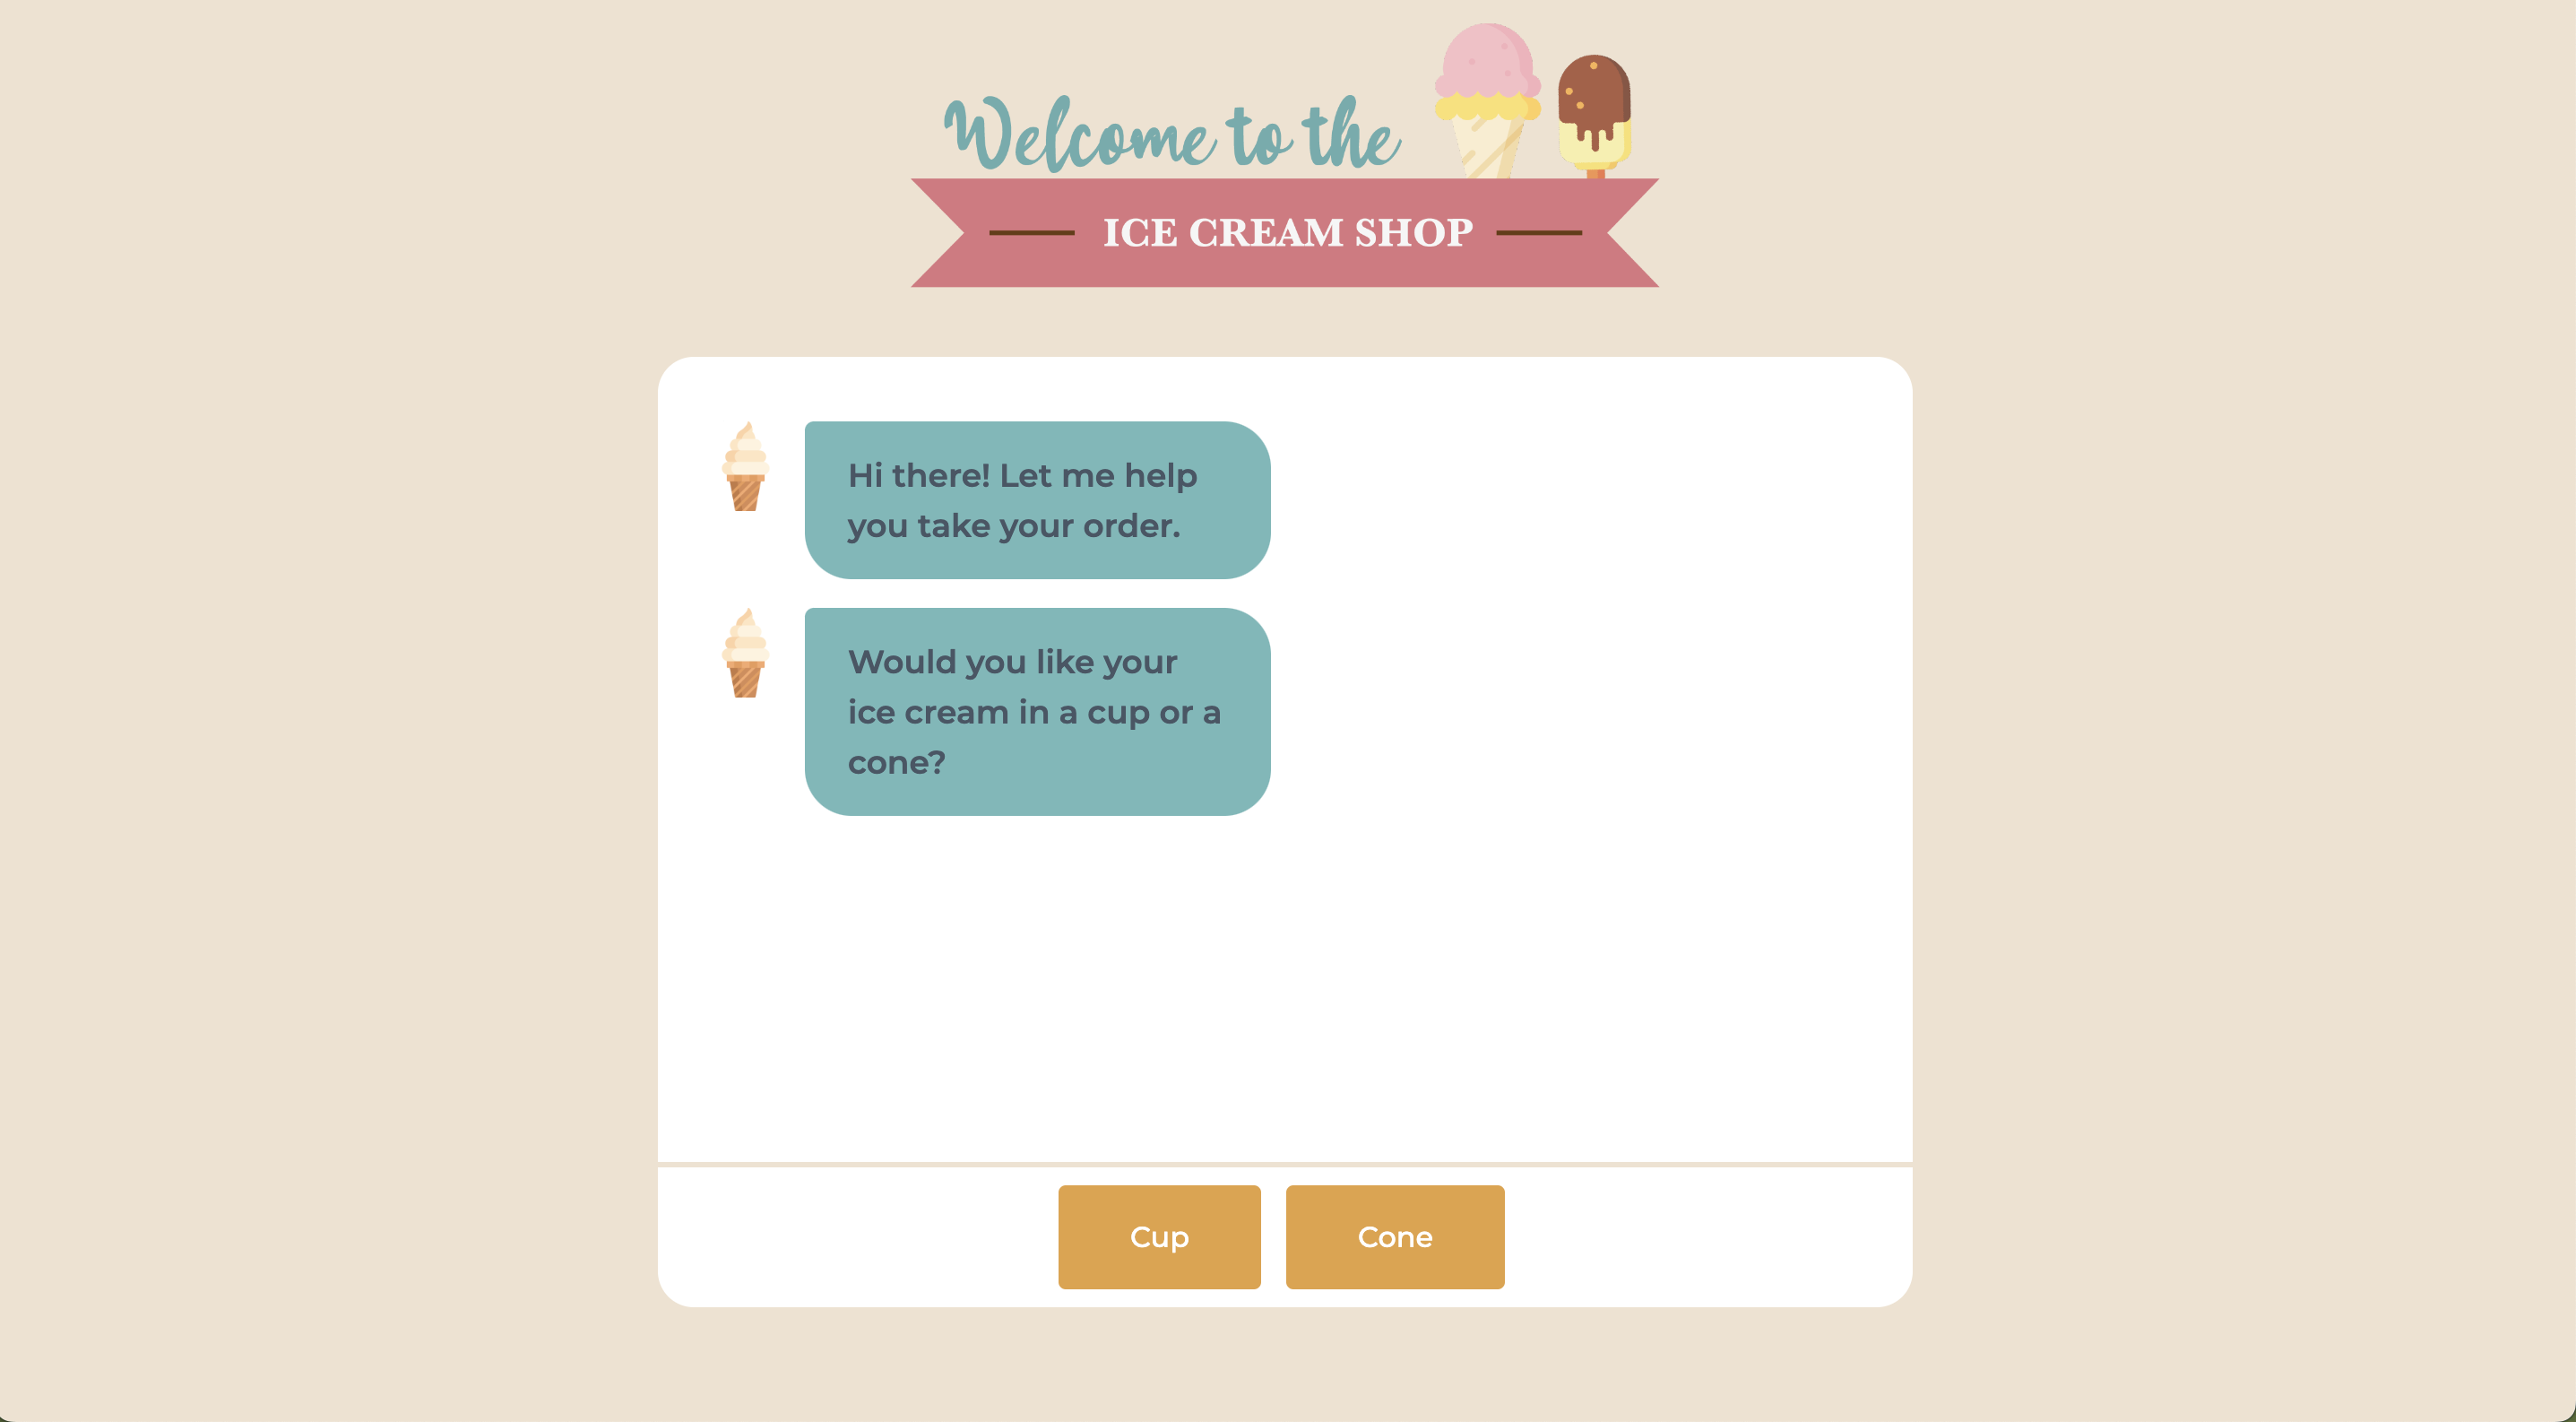 Welcome to the
ICE CREAM SHOP
Hi there! Let me help
you take your order.
Would you like your
ice cream in a cup or a
cone?
Cup
Cone